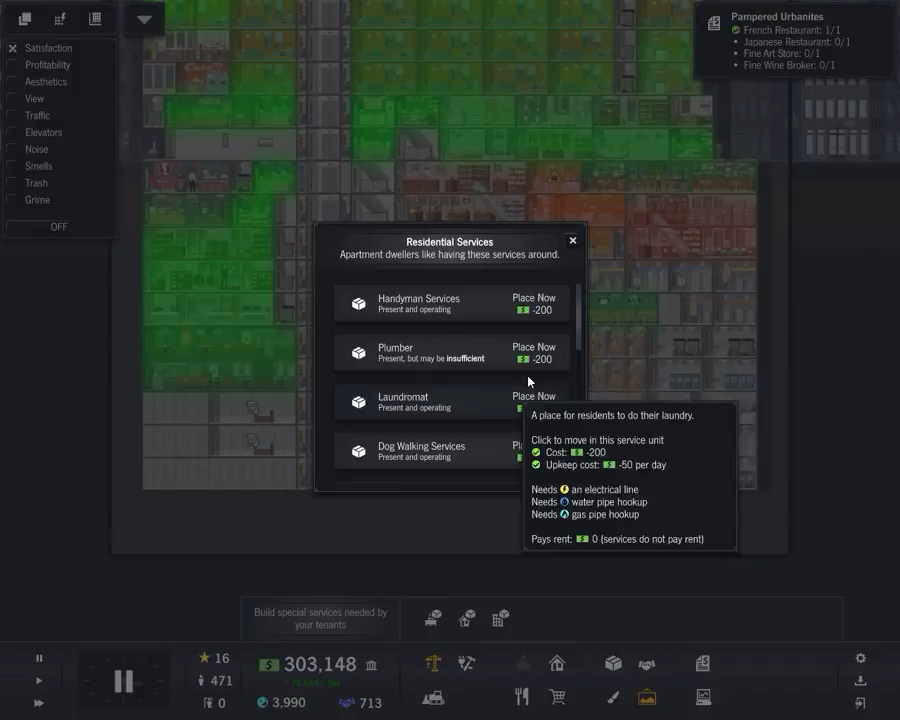 Pampered Urbanites
French Restaurant: 1/1
Japanese Restaurant: 0/1
Fine Art Store: 0/1
Fine Wine Broker: 0/1
Satisfaction
Profitability
Aesthetics
View
Traffic
Elevators
Noise
Smells
Trash
Grime
OFF
Residential Services
Apartment dwellers like having these services around.
Handyman Services
Present and operating
Place Now
-200
Plumber
Present, but may be insufficient
Place Now
-200
Laundromat
Present and operating
Place Now
Dog Walking Services
Present and operating
A place for residents to do their laundry.
Click to move in this service unit
Cost: -200
Upkeep cost: -50 per day
Needs an electrical line
Needs water pipe hookup
Needs gas pipe hookup
Pays rent: 0 (services do not pay rent)
Build special services needed by
your tenants
16
471
0
303,148
3,990
713